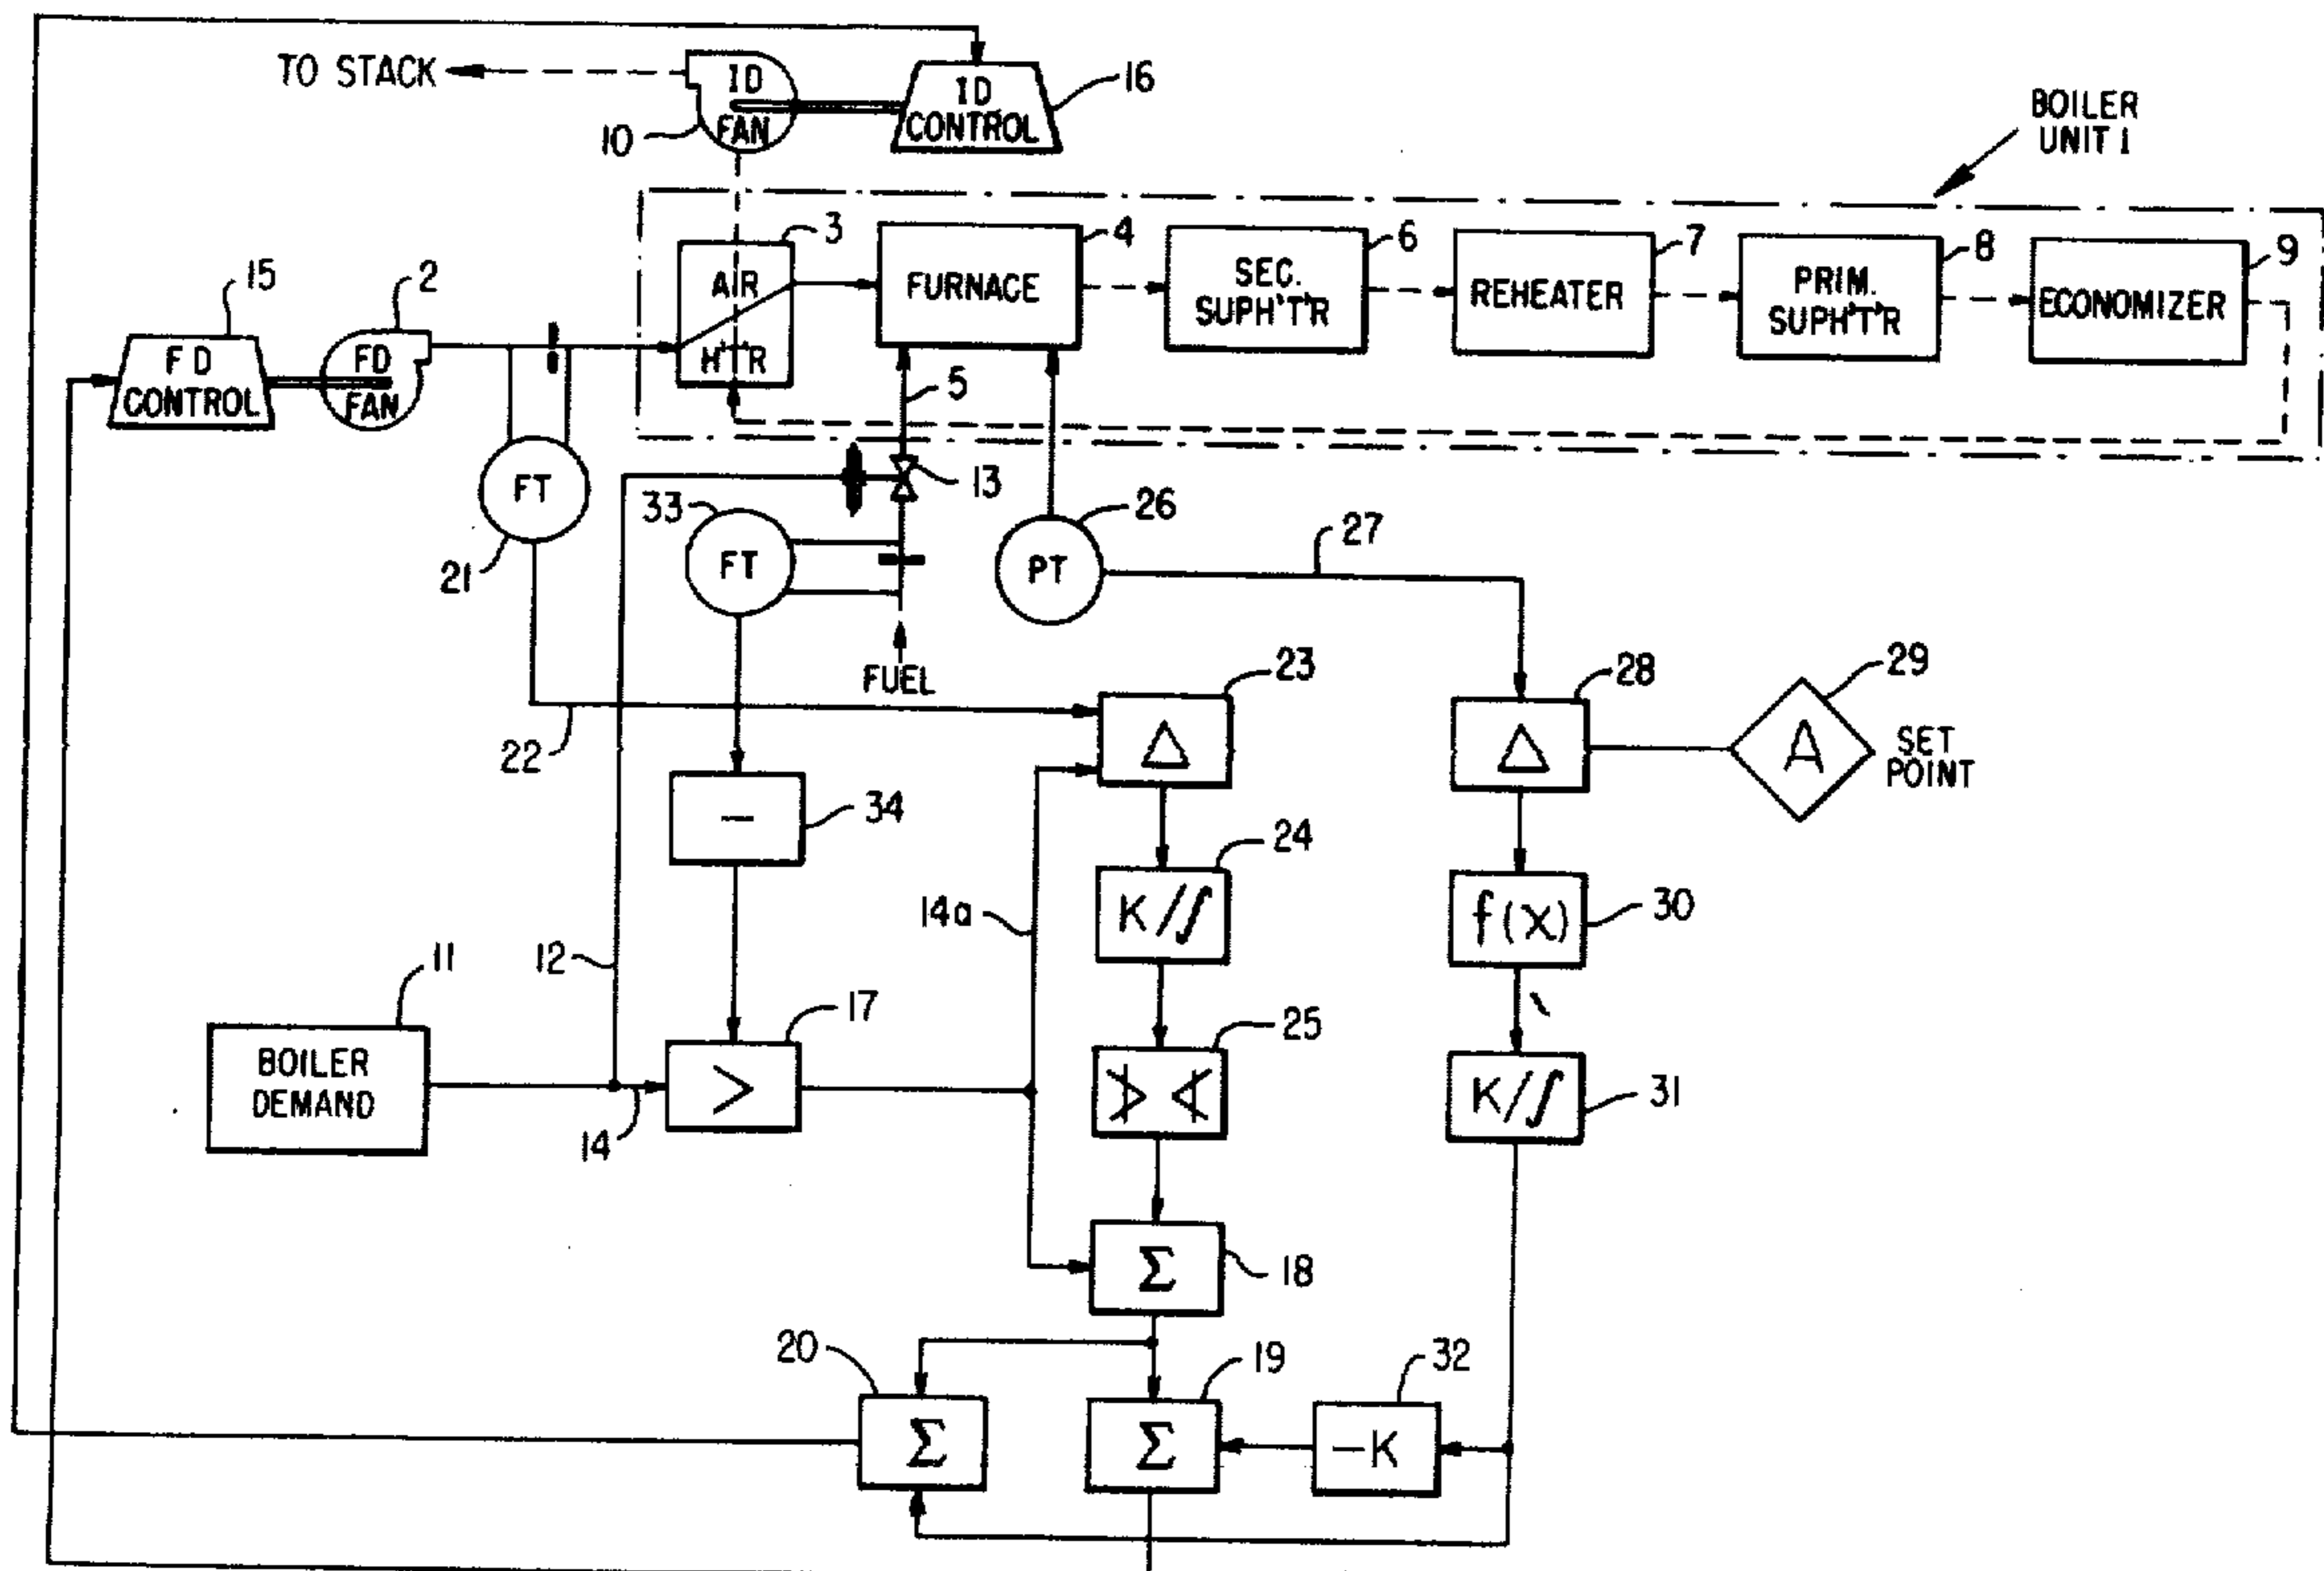 TO STACK
ID
FAN
10
ID
CONTROL
16
BOILER
UNIT 1
15
F D
CONTROL
2
FD
FAN
3
AIR
H'T'R
FURNACE
4
SEC.
SUPH'T'R
6
REHEATER
7
PRIM.
SUPH'T'R
8
ECONOMIZER
9
5
13
FT
21
33
FT
FUEL
PT
26
27
22
23
Δ
28
Δ
29
A
SET
POINT
34
−
24
K∕∕∫
14a
f(x)
30
12
11
BOILER
DEMAND
14
17
>
25
K∕∕∫
31
Σ
18
20
Σ
19
Σ
32
−K